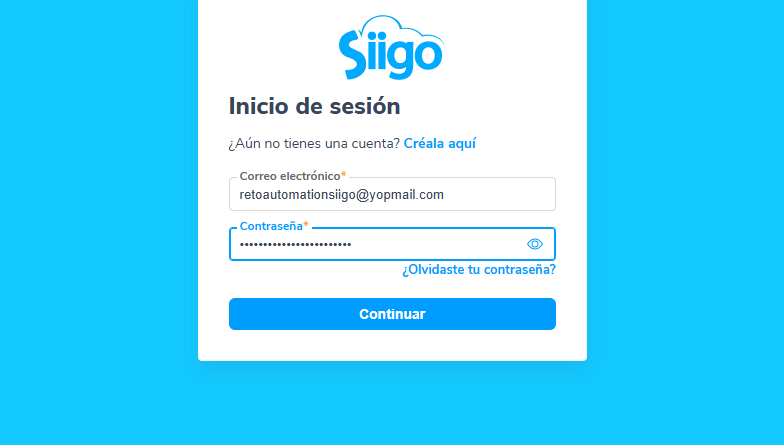 Siigo
Inicio de sesión
¿Aún no tienes una cuenta? Créala aquí
Correo electrónico*
retoautomationsiigo@yopmail.com
Contraseña*
••••••••••••••••••••••••
¿Olvidaste tu contraseña?
Continuar